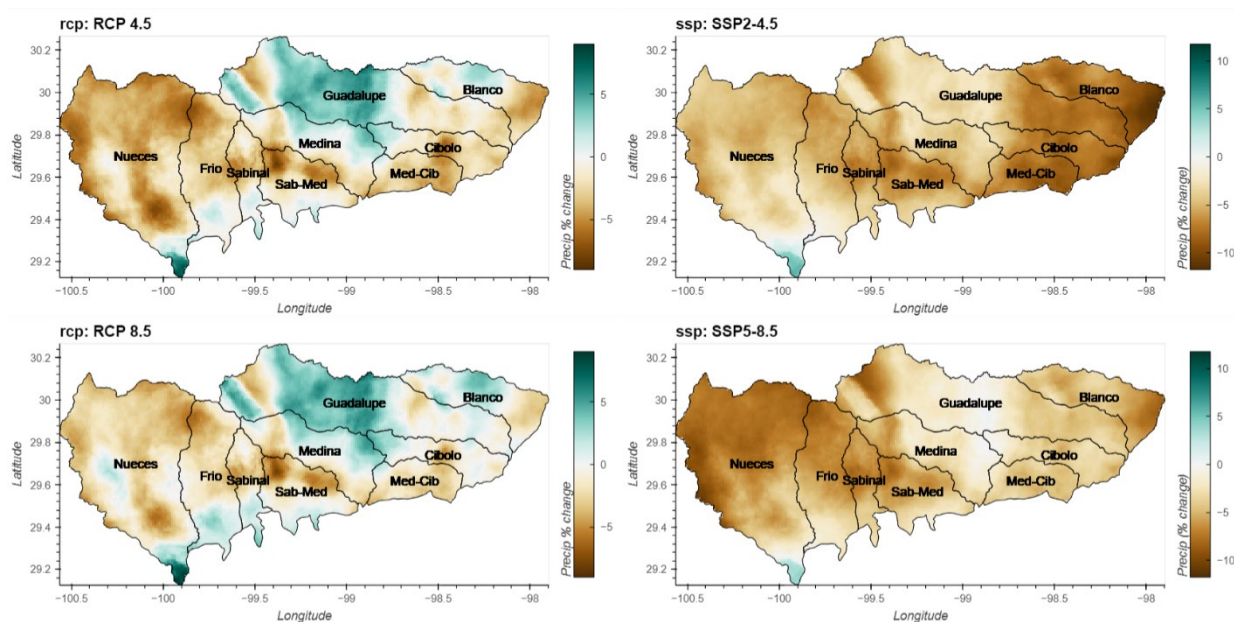 rcp: RCP 4.5
30.2
30
29.8
29.6
29.4
29.2
Latitude
−100.5
−100
−99.5
−99
−98.5
−98
Longitude
Guadalupe
Blanco
Medina
Cibolo
Nueces
Frio
Sabinal
Sab-Med
Med-Cib
5
0
−5
Precip % change
ssp: SSP2-4.5
30.2
30
29.8
29.6
29.4
29.2
Latitude
−100.5
−100
−99.5
−99
−98.5
−98
Longitude
Guadalupe
Blanco
Medina
Cibolo
Nueces
Frio
Sabinal
Sab-Med
Med-Cib
10
5
0
−5
−10
Precip (% change)
rcp: RCP 8.5
30.2
30
29.8
29.6
29.4
29.2
Latitude
−100.5
−100
−99.5
−99
−98.5
−98
Longitude
Guadalupe
Blanco
Medina
Cibolo
Nueces
Frio
Sabinal
Sab-Med
Med-Cib
5
0
−5
Precip % change
ssp: SSP5-8.5
30.2
30
29.8
29.6
29.4
29.2
Latitude
−100.5
−100
−99.5
−99
−98.5
−98
Longitude
Guadalupe
Blanco
Medina
Cibolo
Nueces
Frio
Sabinal
Sab-Med
Med-Cib
10
5
0
−5
−10
Precip (% change)